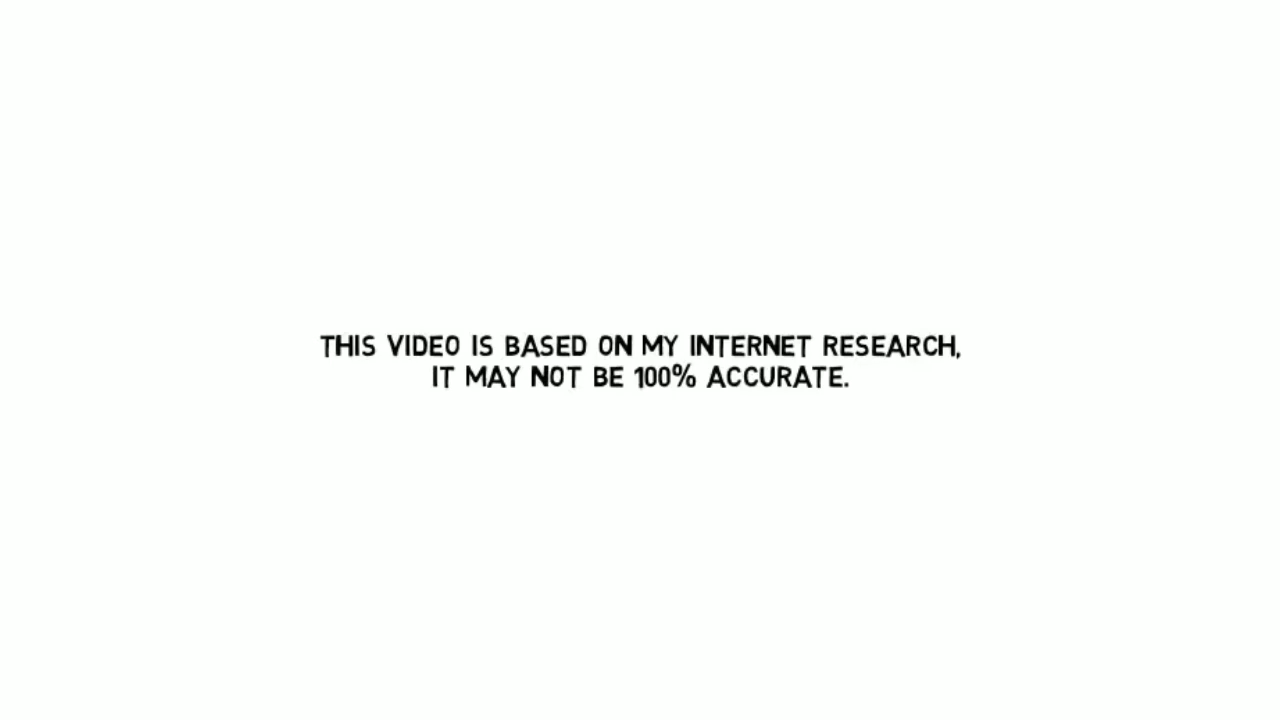 THIS VIDEO IS BASED ON MY INTERNET RESEARCH,
IT MAY NOT BE 100% ACCURATE.